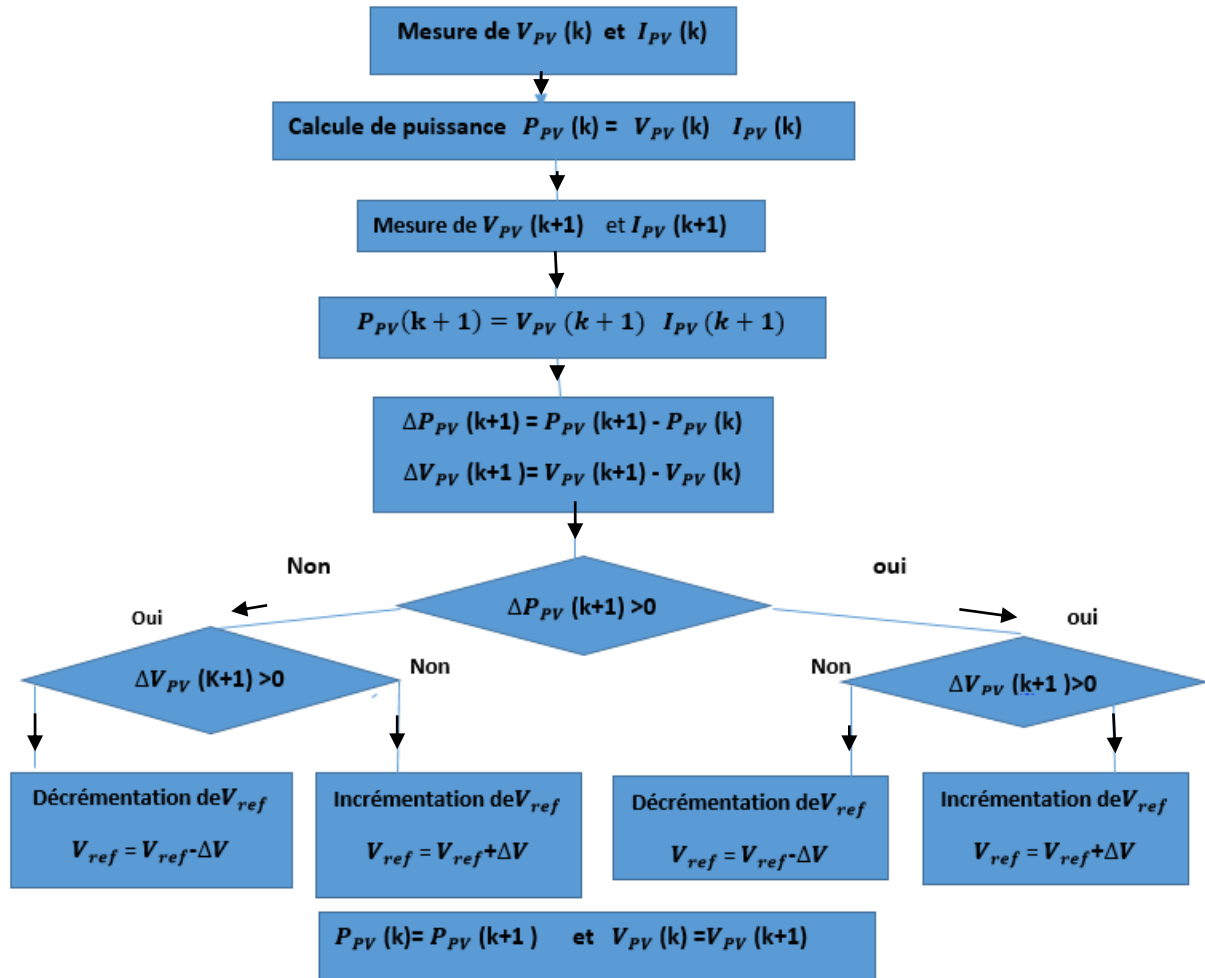 Mesure de V_PV (k) et I_PV (k)
Calcule de puissance P_PV (k) = V_PV (k) I_PV (k)
Mesure de V_PV (k+1) et I_PV (k+1)
P_PV(k + 1) = V_PV (k + 1) I_PV (k + 1)
ΔP_PV (k+1) = P_PV (k+1) - P_PV (k)
ΔV_PV (k+1 )= V_PV (k+1) - V_PV (k)
Non
oui
ΔP_PV (k+1) >0
Oui
oui
ΔV_PV (K+1) >0
Non
Non
ΔV_PV (k+1 )>0
Décrémentation deV_ref
V_ref = V_ref-ΔV
Incrémentation deV_ref
V_ref = V_ref+ΔV
Décrémentation deV_ref
V_ref = V_ref-ΔV
Incrémentation deV_ref
V_ref = V_ref+ΔV
P_PV (k)= P_PV (k+1 ) et V_PV (k) =V_PV (k+1)